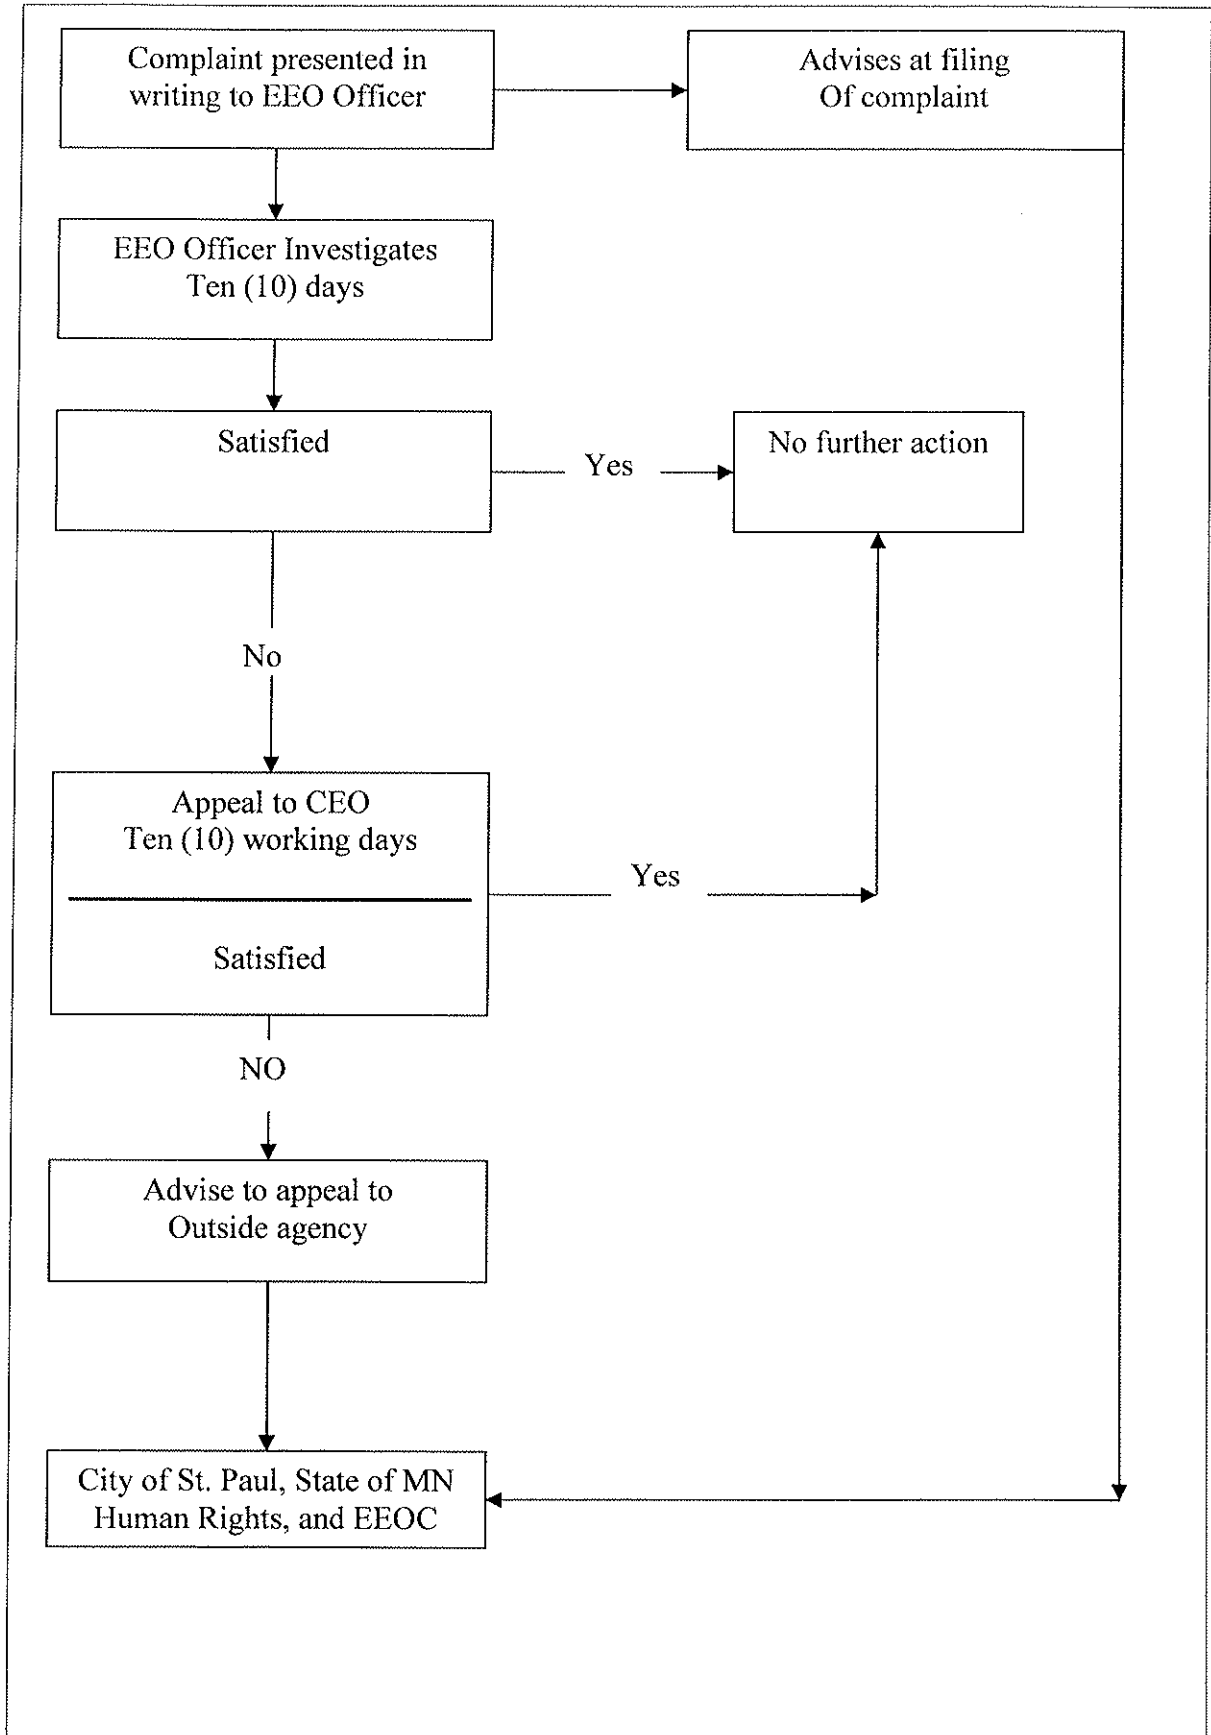 Complaint presented in
writing to EEO Officer
Advises at filing
Of complaint
EEO Officer Investigates
Ten (10) days
Satisfied
Yes
No further action
No
Appeal to CEO
Ten (10) working days
Yes
Satisfied
NO
Advise to appeal to
Outside agency
City of St. Paul, State of MN
Human Rights, and EEOC